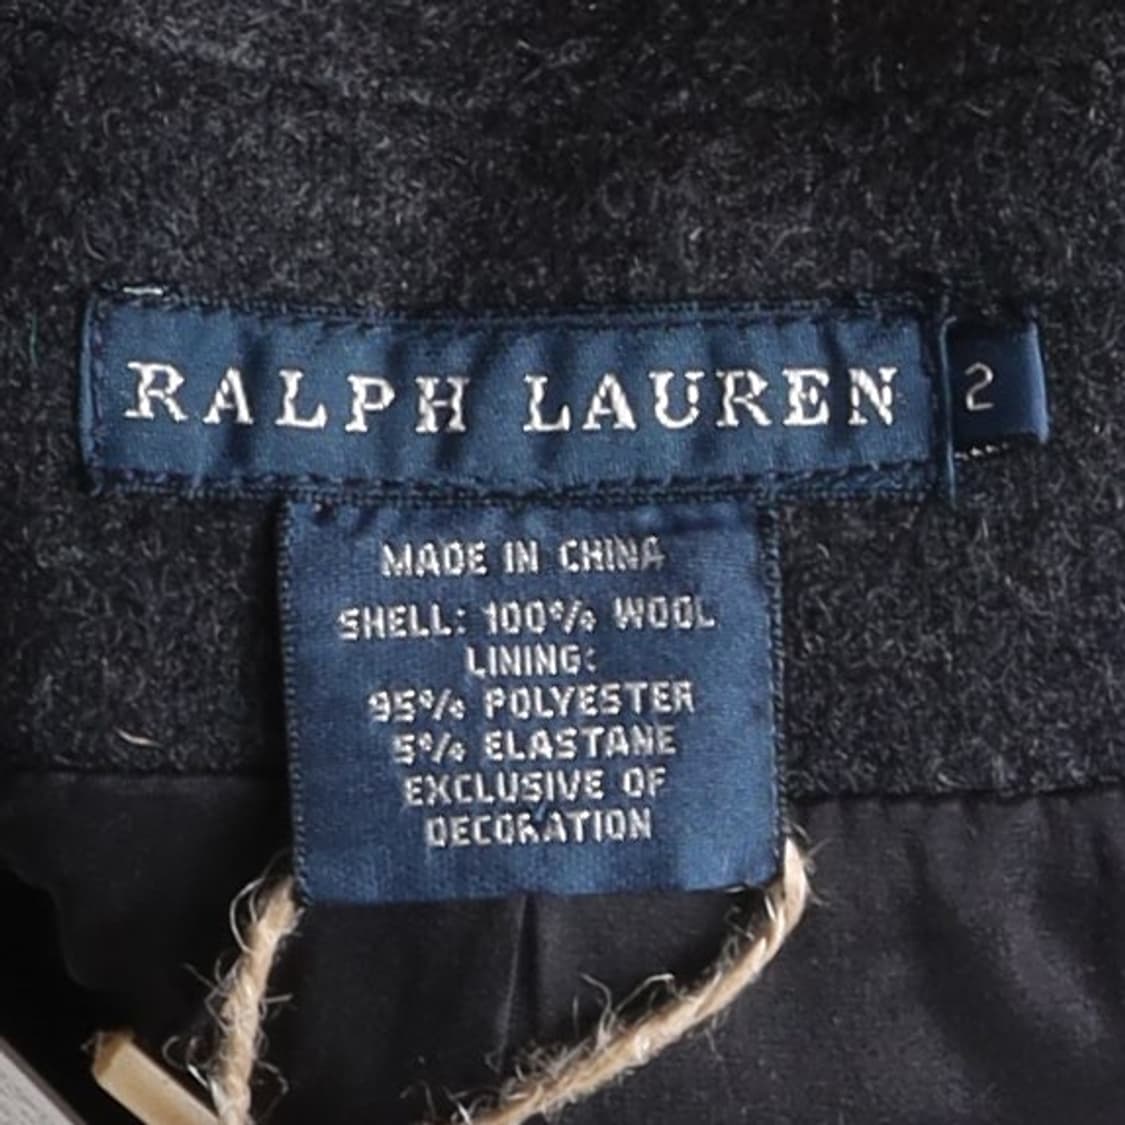 RALPH LAUREN 2
MADE IN CHINA
SHELL: 100% WOOL
LINING:
95% POLYESTER
5% ELASTANE
EXCLUSIVE OF
DECORATION